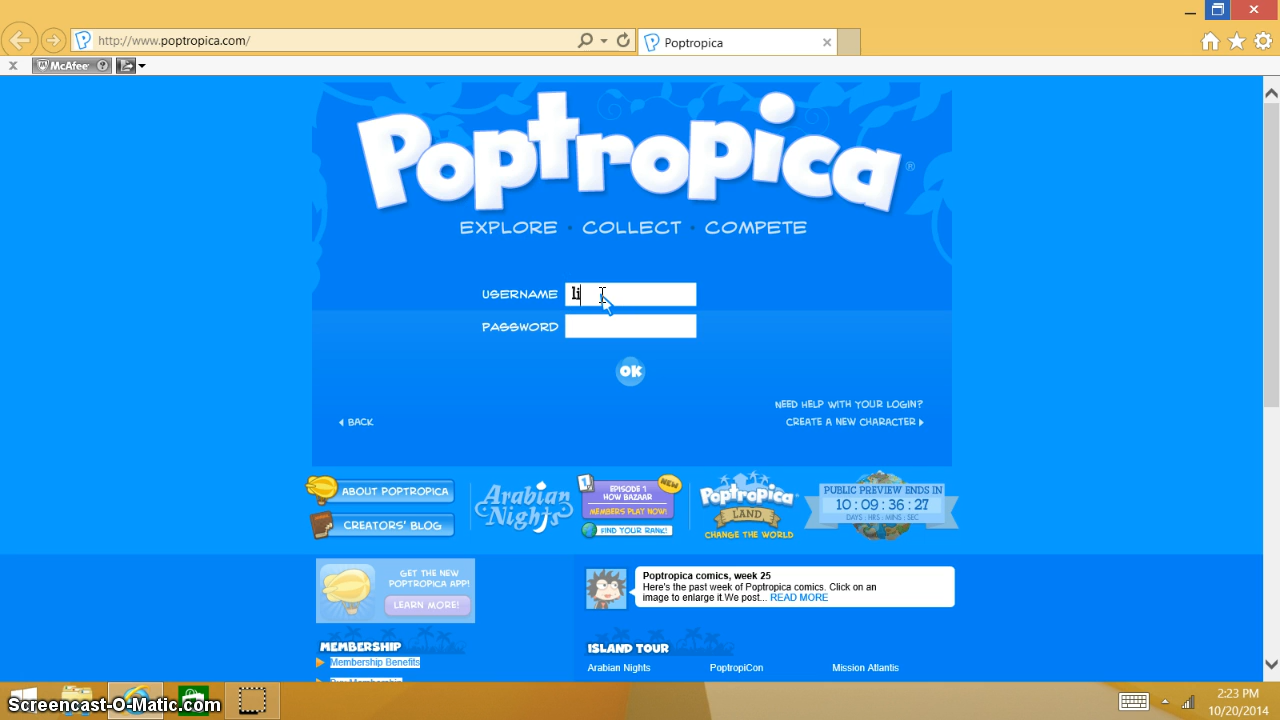 http://www.poptropica.com/
Poptropica
McAfee
Poptropica®
EXPLORE • COLLECT • COMPETE
USERNAME li
PASSWORD
OK
NEED HELP WITH YOUR LOGIN?
BACK
CREATE A NEW CHARACTER
ABOUT POPTROPICA
CREATORS' BLOG
Arabian
Nights
EPISODE 1
HOW BAZAAR
NEW
MEMBERS PLAY NOW!
FIND YOUR RANK!
Poptropica
LAND
CHANGE THE WORLD
PUBLIC PREVIEW ENDS IN
10 : 09 : 36 : 27
DAYS : HRS : MINS : SEC
GET THE NEW
POPTROPICA APP!
LEARN MORE!
Poptropica comics, week 25
Here's the past week of Poptropica comics. Click on an
image to enlarge it.We post... READ MORE
MEMBERSHIP
Membership Benefits
ISLAND TOUR
Arabian Nights
PoptropiCon
Mission Atlantis
Screencast-O-Matic.com
2:23 PM
10/20/2014